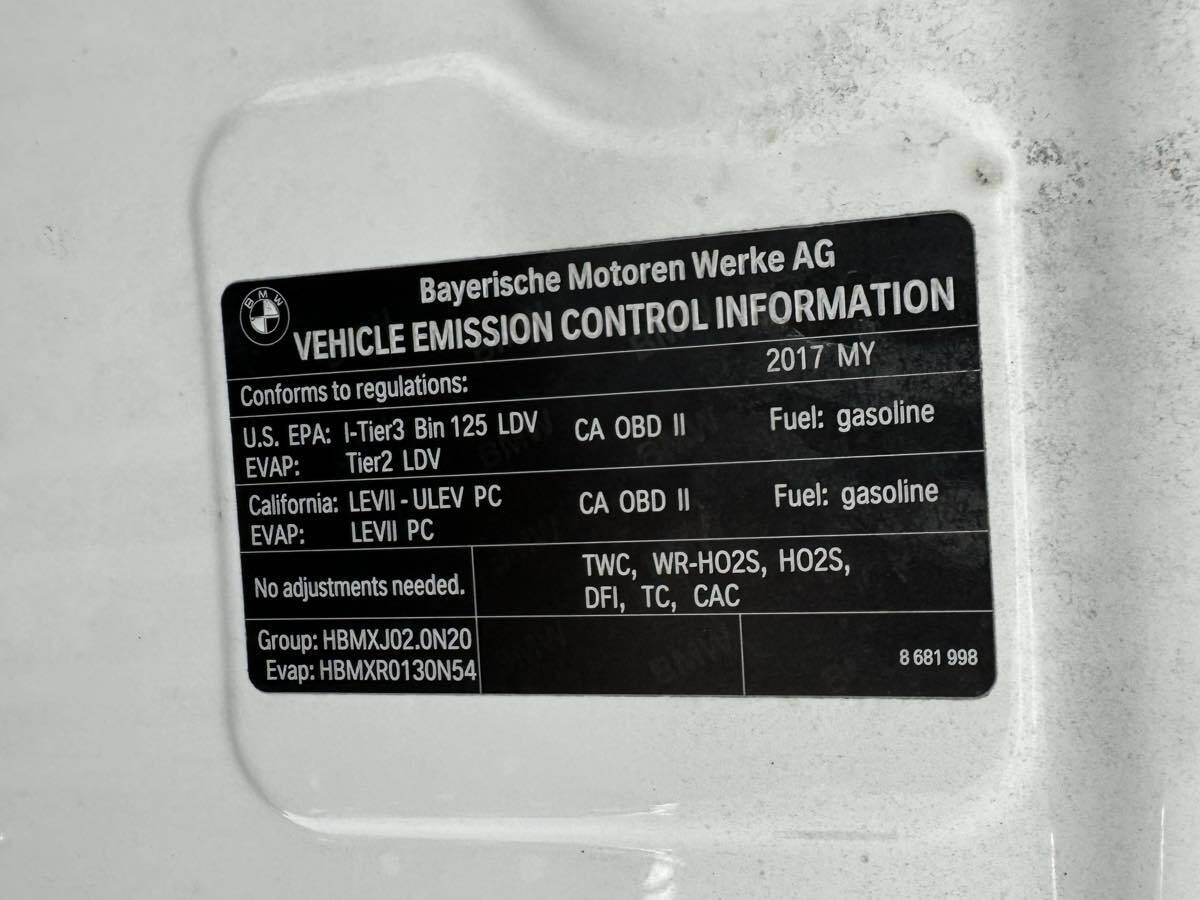 BMW
Bayerische Motoren Werke AG
VEHICLE EMISSION CONTROL INFORMATION
Conforms to regulations: 2017 MY
U.S. EPA: I-Tier3 Bin 125 LDV CA OBD II Fuel: gasoline
EVAP: Tier2 LDV
California: LEVII - ULEV PC CA OBD II Fuel: gasoline
EVAP: LEVII PC
No adjustments needed.
TWC, WR-HO2S, HO2S,
DFI, TC, CAC
Group: HBMXJ02.0N20
Evap: HBMXR0130N54
8 681 998